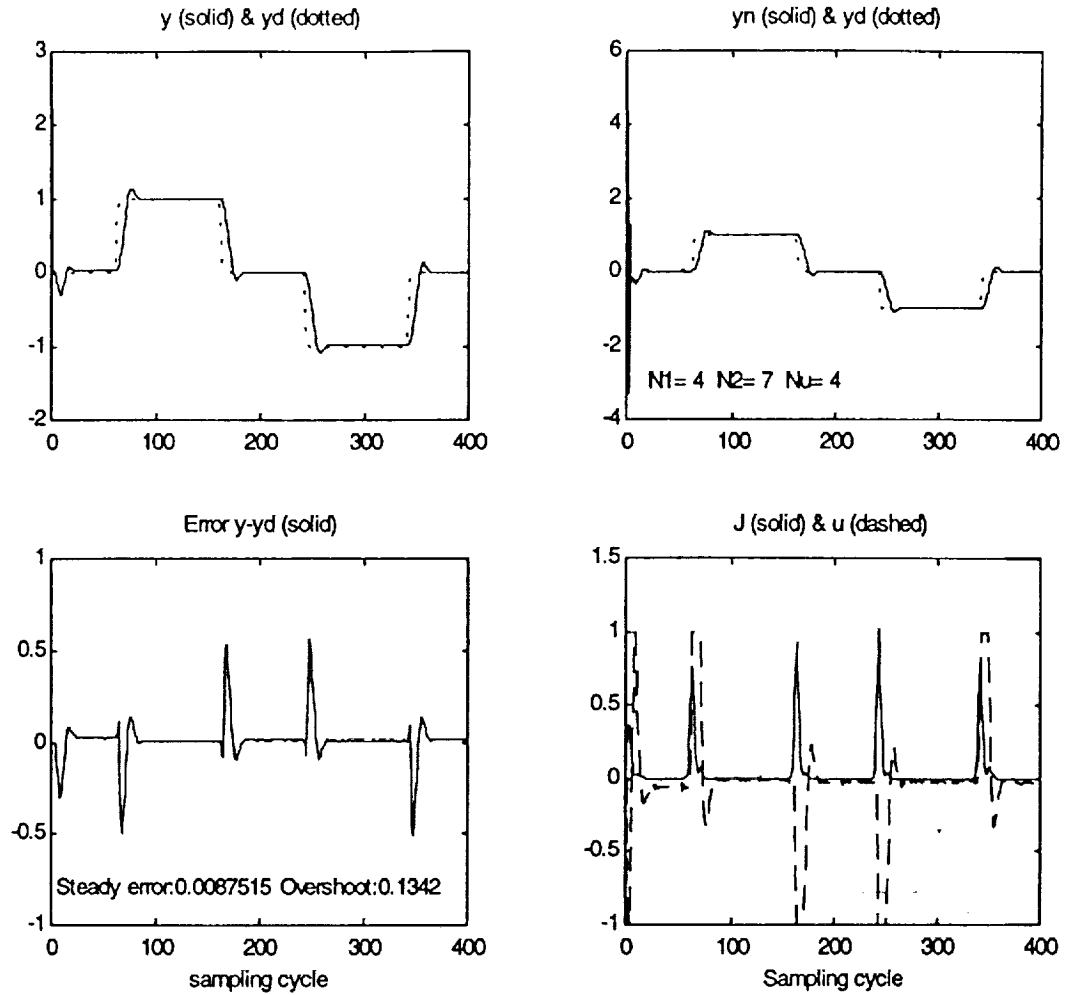 y (solid) & yd (dotted)
3
2
1
0
-1
-2
0 100 200 300 400
yn (solid) & yd (dotted)
6
4
2
0
-2
-4
N1= 4 N2= 7 Nu= 4
0 100 200 300 400
Error y-yd (solid)
1
0.5
0
-0.5
-1
Steady error:0.0087515 Overshoot:0.1342
0 100 200 300 400
sampling cycle
J (solid) & u (dashed)
1.5
1
0.5
0
-0.5
-1
0 100 200 300 400
Sampling cycle